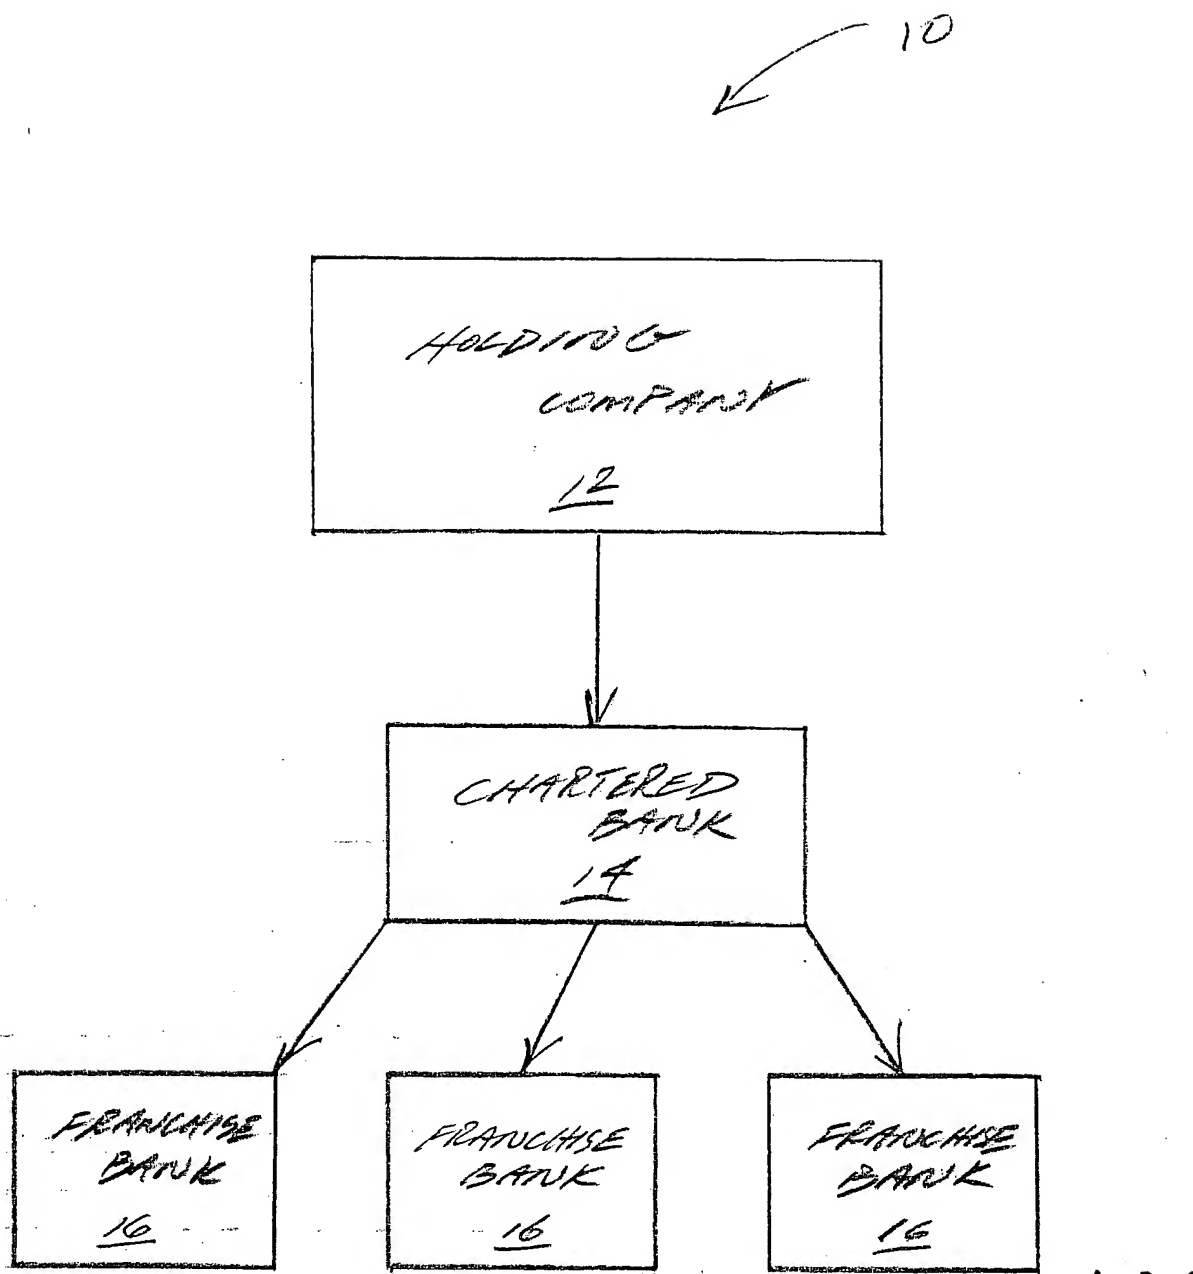 10
HOLDING
COMPANY
12
CHARTERED
BANK
14
FRANCHISE
BANK
16
FRANCHISE
BANK
16
FRANCHISE
BANK
16